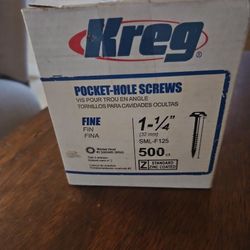 Kreg®
POCKET-HOLE SCREWS
VIS POUR TROU EN ANGLE
TORNILLOS PARA CAVIDADES OCULTAS
FINE
FIN
FINA
1-¼"
(32 mm)
SML-F125
500
Z STANDARD
ZINC COATED